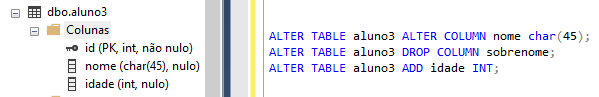 dbo.aluno3
Colunas
id (PK, int, não nulo)
nome (char(45), nulo)
idade (int, nulo)
ALTER TABLE aluno3 ALTER COLUMN nome char(45);
ALTER TABLE aluno3 DROP COLUMN sobrenome;
ALTER TABLE aluno3 ADD idade INT;